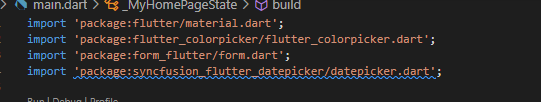 main.dart > _MyHomePageState > build
import 'package:flutter/material.dart';
import 'package:flutter_colorpicker/flutter_colorpicker.dart';
import 'package:form_flutter/form.dart';
import 'package:syncfusion_flutter_datepicker/datepicker.dart';
Run | Debug | Profile